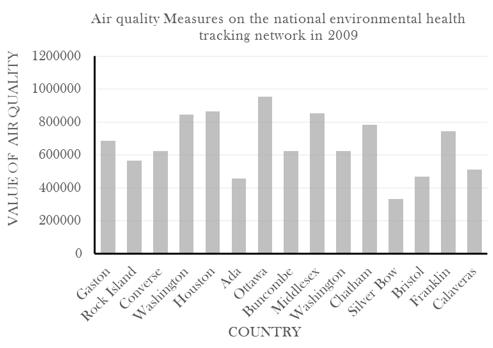 Air quality Measures on the national environmental health
tracking network in 2009
VALUE OF AIR QUALITY
1200000
1000000
800000
600000
400000
200000
0
Gaston
Rock Island
Converse
Washington
Houston
Ada
Ottawa
Buncombe
Middlesex
Washington
Chatham
Silver Bow
Bristol
Franklin
Calaveras
COUNTRY